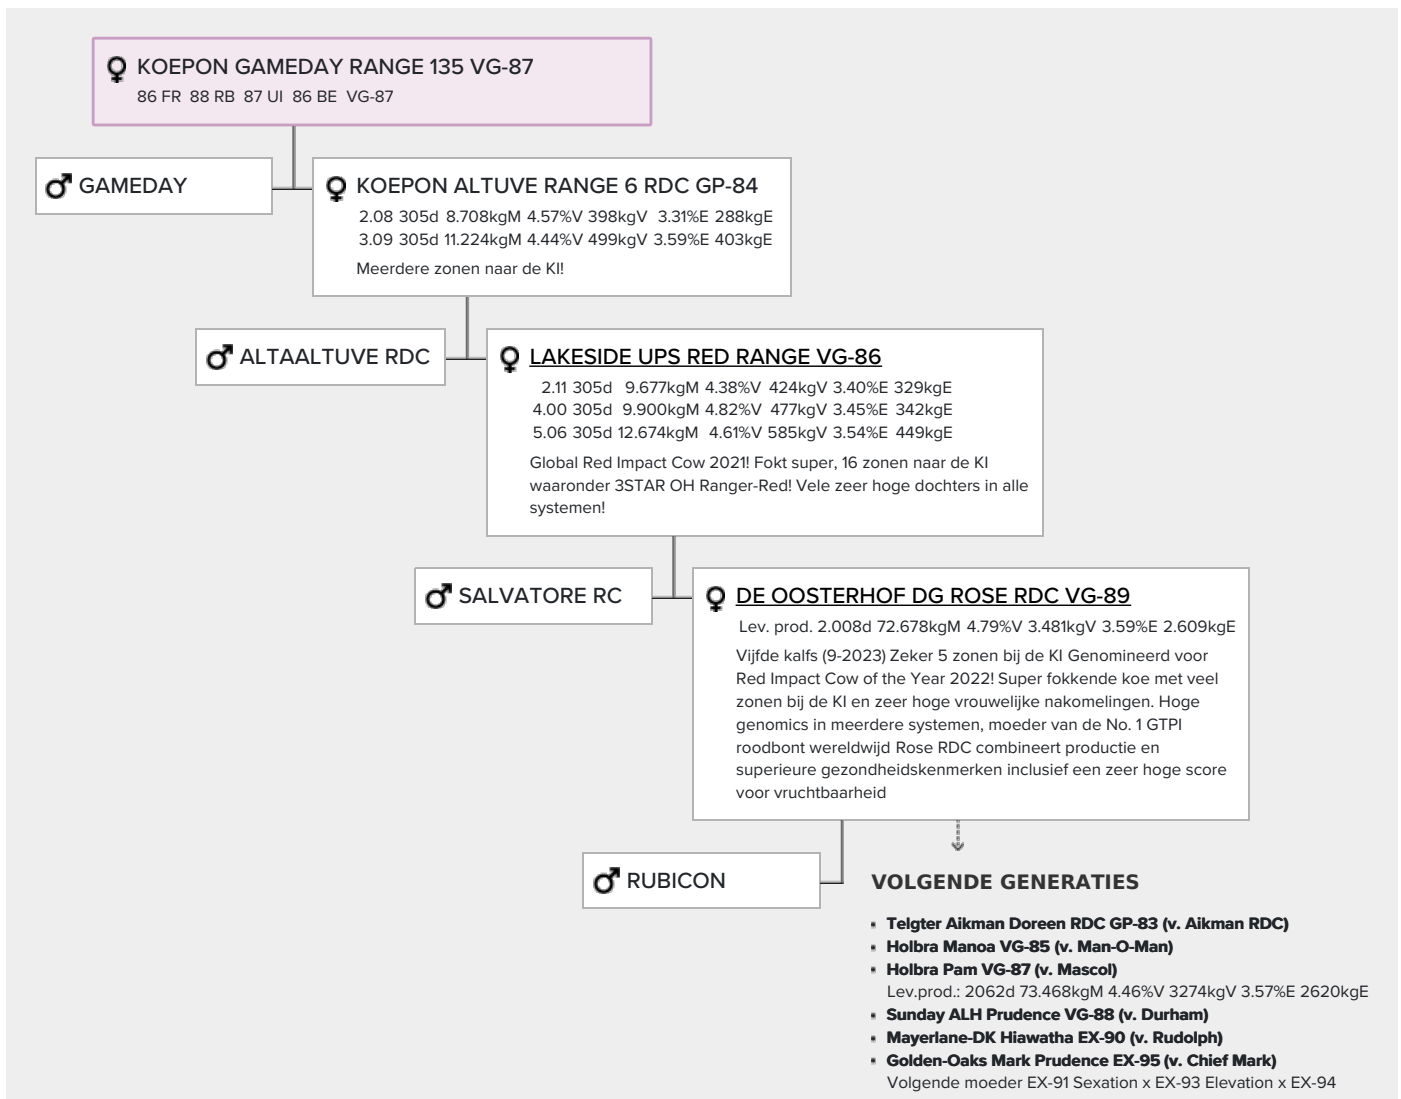 KOEPON GAMEDAY RANGE 135 VG-87
86 FR 88 RB 87 UI 86 BE VG-87
GAMEDAY
KOEPON ALTUVE RANGE 6 RDC GP-84
2.08 305d 8.708kgM 4.57%V 398kgV 3.31%E 288kgE
3.09 305d 11.224kgM 4.44%V 499kgV 3.59%E 403kgE
Meerdere zonen naar de KI!
ALTAALTUVE RDC
LAKESIDE UPS RED RANGE VG-86
2.11 305d 9.677kgM 4.38%V 424kgV 3.40%E 329kgE
4.00 305d 9.900kgM 4.82%V 477kgV 3.45%E 342kgE
5.06 305d 12.674kgM 4.61%V 585kgV 3.54%E 449kgE
Global Red Impact Cow 2021! Fokt super, 16 zonen naar de KI
waaronder 3STAR OH Ranger-Red! Vele zeer hoge dochters in alle
systemen!
SALVATORE RC
DE OOSTERHOF DG ROSE RDC VG-89
Lev. prod. 2.008d 72.678kgM 4.79%V 3.481kgV 3.59%E 2.609kgE
Vijfde kalfs (9-2023) Zeker 5 zonen bij de KI Genomineerd voor
Red Impact Cow of the Year 2022! Super fokkende koe met veel
zonen bij de KI en zeer hoge vrouwelijke nakomelingen. Hoge
genomics in meerdere systemen, moeder van de No. 1 GTPI
roodbont wereldwijd Rose RDC combineert productie en
superieure gezondheidskenmerken inclusief een zeer hoge score
voor vruchtbaarheid
RUBICON
VOLGENDE GENERATIES
Telgter Aikman Doreen RDC GP-83 (v. Aikman RDC)
Holbra Manoa VG-85 (v. Man-O-Man)
Holbra Pam VG-87 (v. Mascol)
Lev.prod.: 2062d 73.468kgM 4.46%V 3274kgV 3.57%E 2620kgE
Sunday ALH Prudence VG-88 (v. Durham)
Mayerlane-DK Hiawatha EX-90 (v. Rudolph)
Golden-Oaks Mark Prudence EX-95 (v. Chief Mark)
Volgende moeder EX-91 Sexation x EX-93 Elevation x EX-94